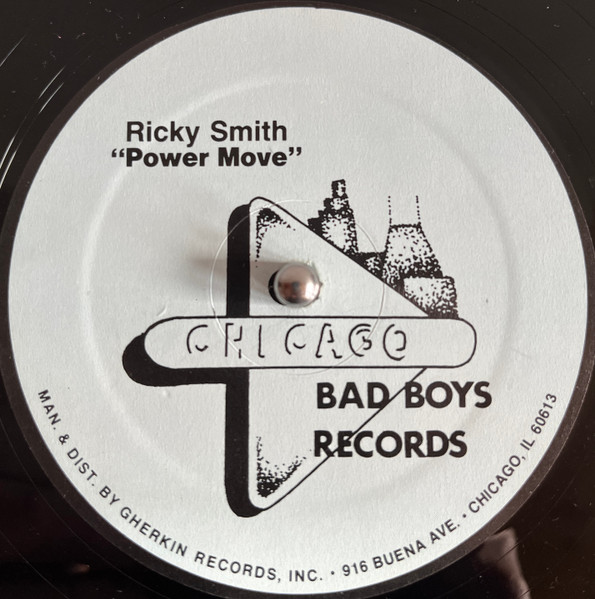 Ricky Smith
“Power Move”
CHICAGO
BAD BOYS
RECORDS
MAN. & DIST. BY GHERKIN RECORDS, INC. • 916 BUENA AVE. • CHICAGO, IL 60613